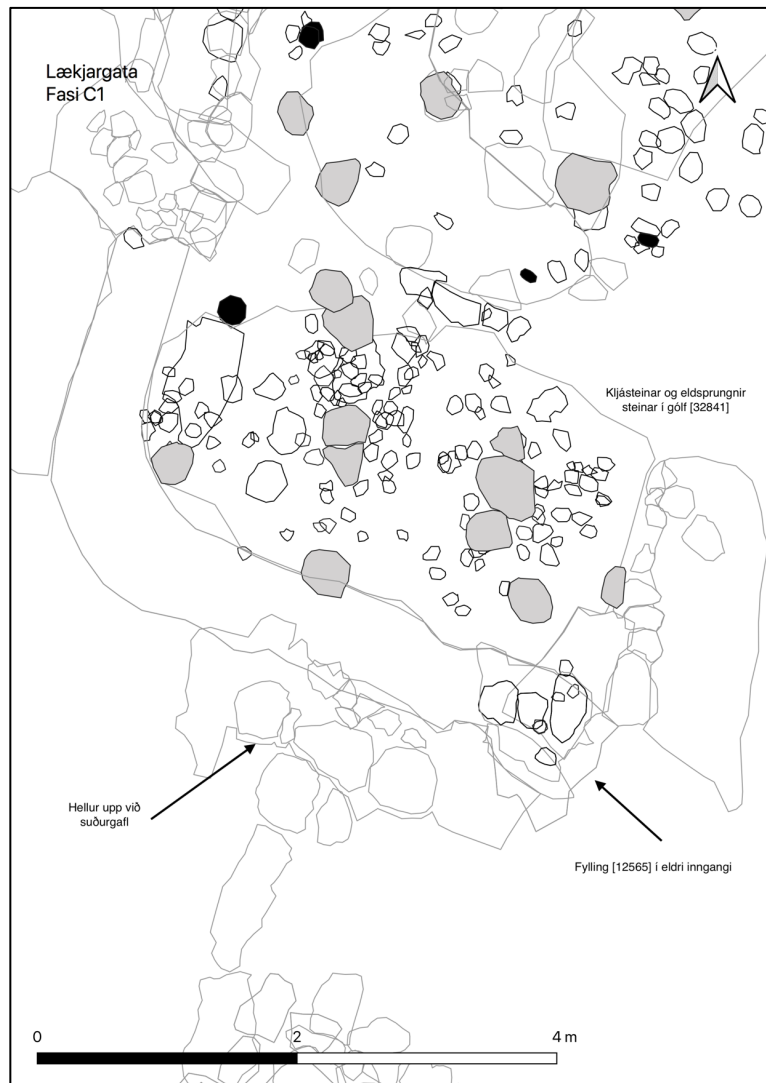 Lækjargata
Fasi C1
Kljásteinar og eldsprungnir
steinar í gólf [32841]
Hellur upp við
suðurgafl
Fylling [12565] í eldri inngangi
0
2
4 m